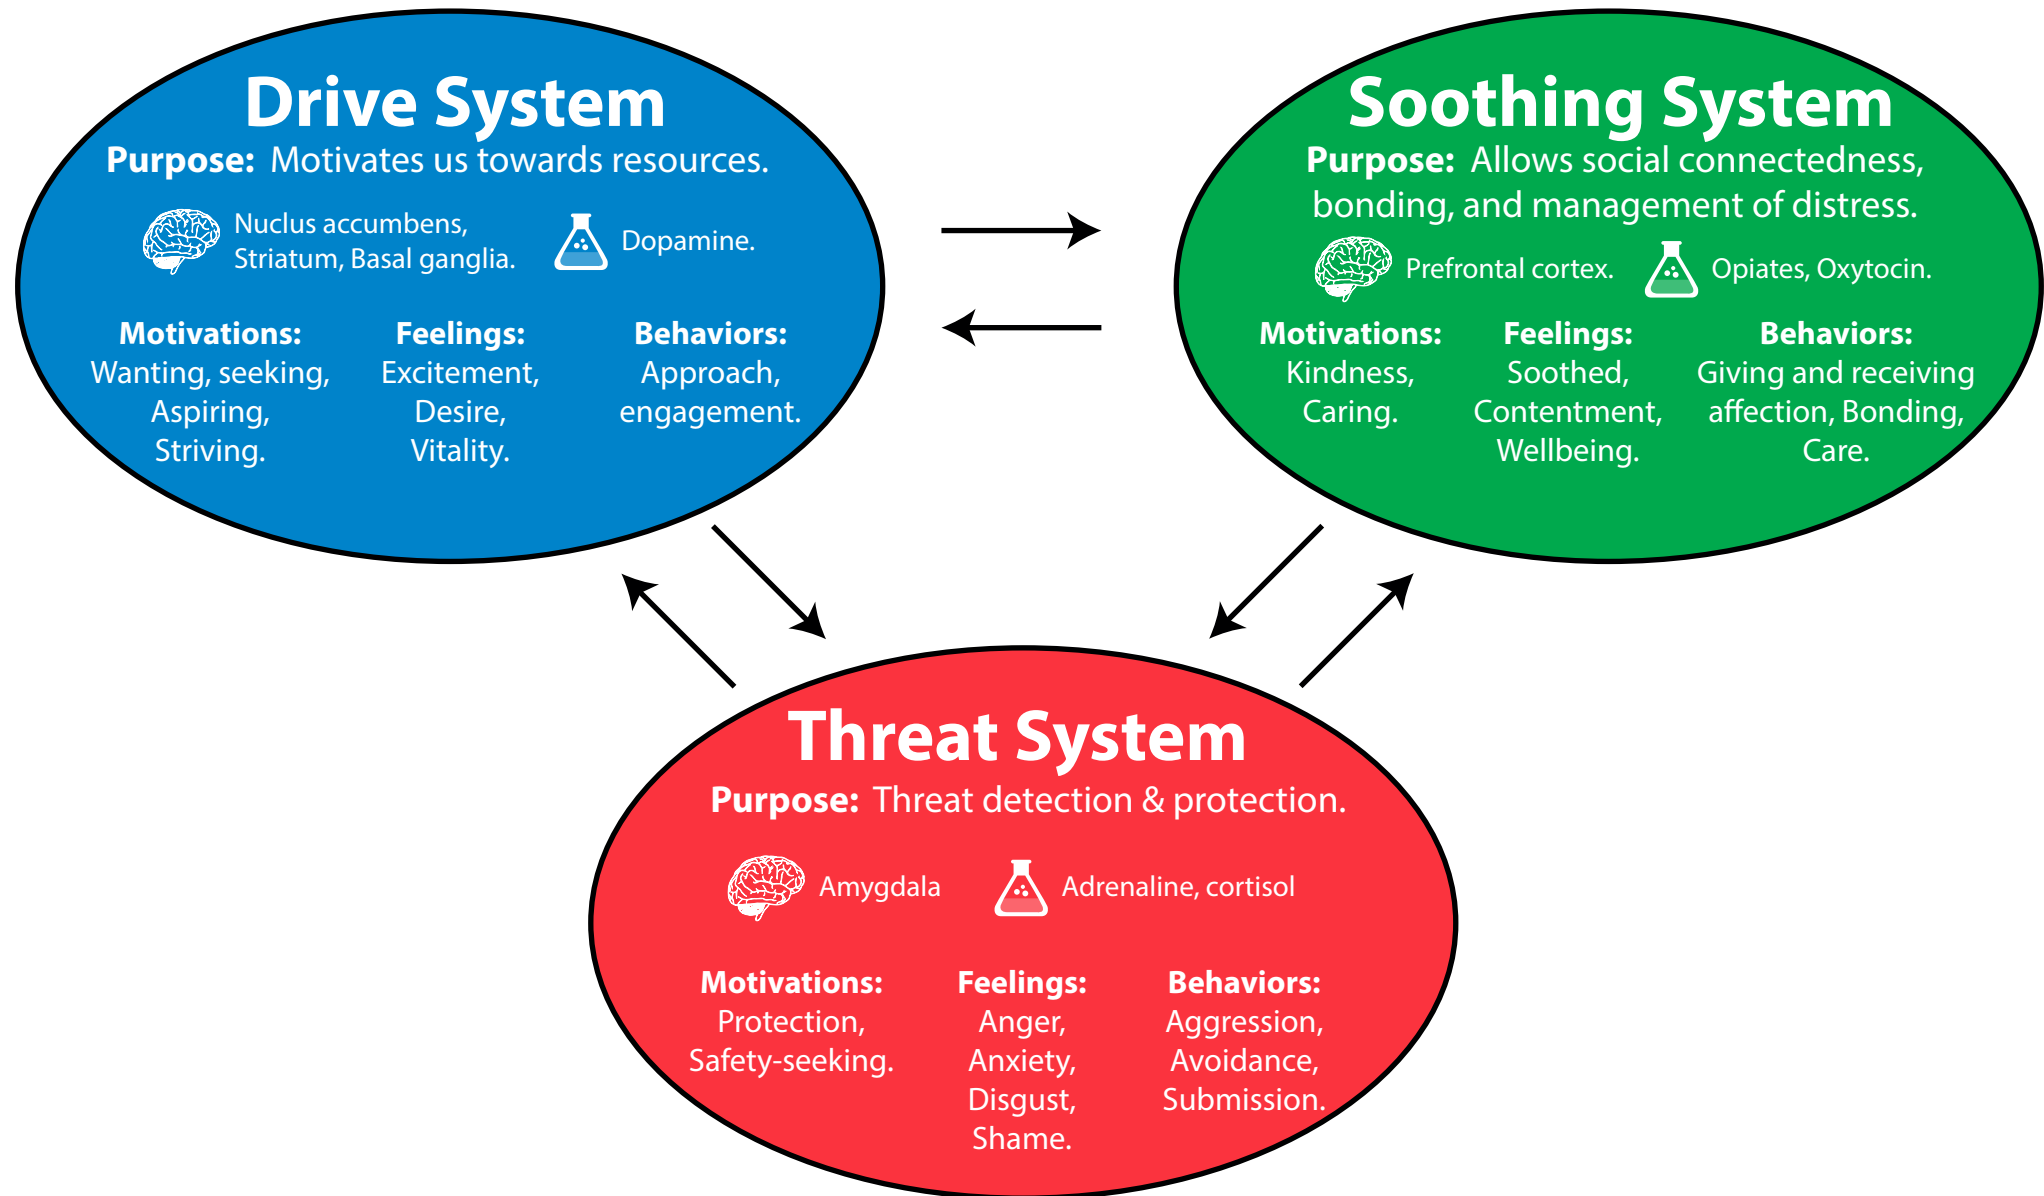 Drive System
Purpose: Motivates us towards resources.
Nuclus accumbens,
Striatum, Basal ganglia.
Dopamine.
Motivations:
Wanting, seeking,
Aspiring,
Striving.
Feelings:
Excitement,
Desire,
Vitality.
Behaviors:
Approach,
engagement.
Soothing System
Purpose: Allows social connectedness,
bonding, and management of distress.
Prefrontal cortex.
Opiates, Oxytocin.
Motivations:
Kindness,
Caring.
Feelings:
Soothed,
Contentment,
Wellbeing.
Behaviors:
Giving and receiving
affection, Bonding,
Care.
Threat System
Purpose: Threat detection & protection.
Amygdala
Adrenaline, cortisol
Motivations:
Protection,
Safety-seeking.
Feelings:
Anger,
Anxiety,
Disgust,
Shame.
Behaviors:
Aggression,
Avoidance,
Submission.